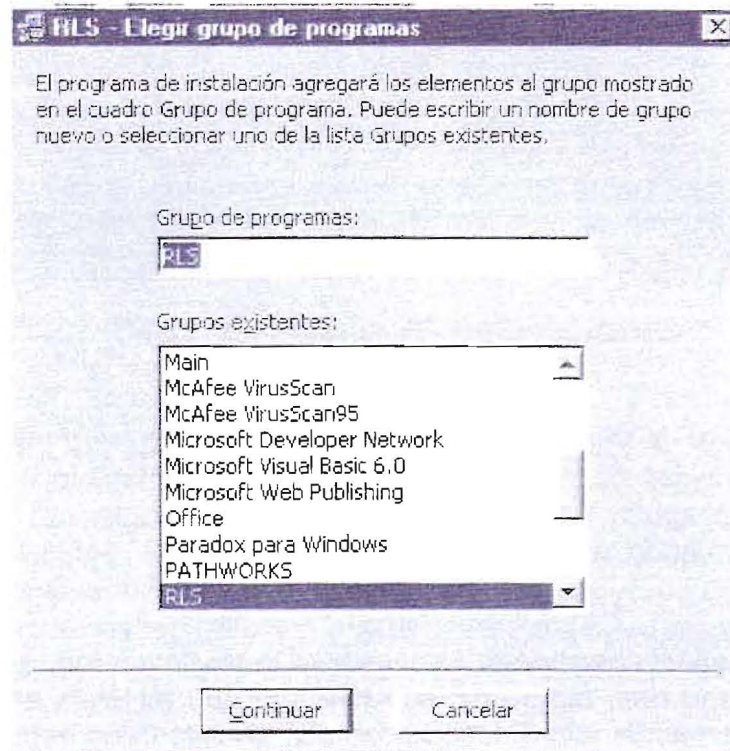 RLS - Elegir grupo de programas
El programa de instalación agregará los elementos al grupo mostrado
en el cuadro Grupo de programa. Puede escribir un nombre de grupo
nuevo o seleccionar uno de la lista Grupos existentes.
Grupo de programas:
RLS
Grupos existentes:
Main
McAfee VirusScan
McAfee VirusScan95
Microsoft Developer Network
Microsoft Visual Basic 6.0
Microsoft Web Publishing
Office
Paradox para Windows
PATHWORKS
RLS
Continuar
Cancelar